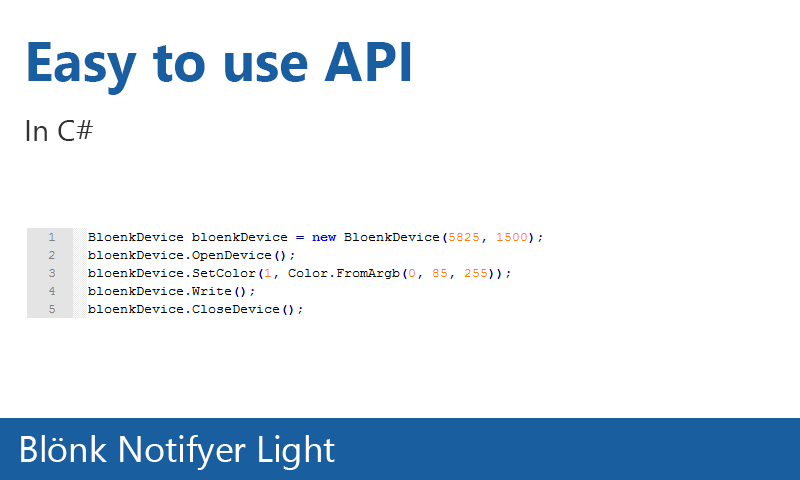 Easy to use API
In C#
1 BloenkDevice bloenkDevice = new BloenkDevice(5825, 1500);
2 bloenkDevice.OpenDevice();
3 bloenkDevice.SetColor(1, Color.FromArgb(0, 85, 255));
4 bloenkDevice.Write();
5 bloenkDevice.CloseDevice();
Blönk Notifyer Light